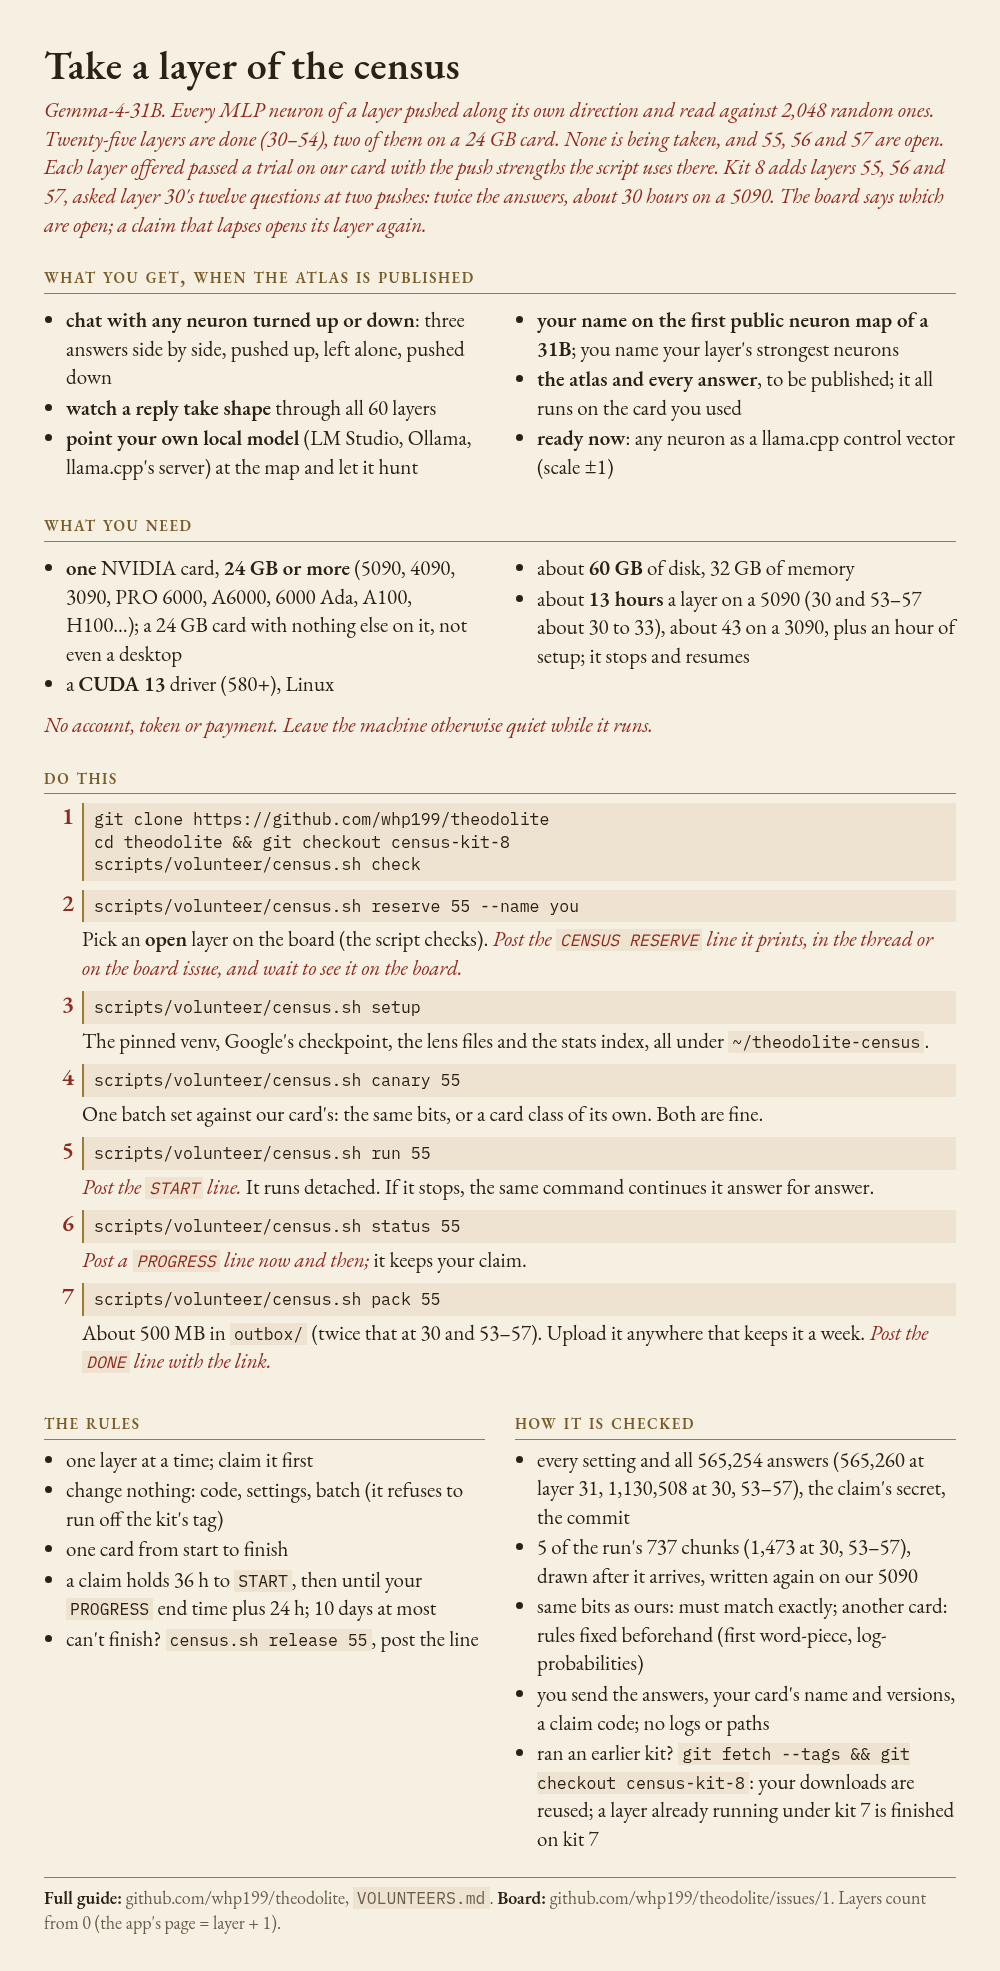 Take a layer of the census
Gemma-4-31B. Every MLP neuron of a layer pushed along its own direction and read against 2,048 random ones.
Twenty-five layers are done (30–54), two of them on a 24 GB card. None is being taken, and 55, 56 and 57 are open.
Each layer offered passed a trial on our card with the push strengths the script uses there. Kit 8 adds layers 55, 56 and
57, asked layer 30's twelve questions at two pushes: twice the answers, about 30 hours on a 5090. The board says which
are open; a claim that lapses opens its layer again.
WHAT YOU GET, WHEN THE ATLAS IS PUBLISHED
• chat with any neuron turned up or down: three
answers side by side, pushed up, left alone, pushed
down
• watch a reply take shape through all 60 layers
• point your own local model (LM Studio, Ollama,
llama.cpp's server) at the map and let it hunt
• your name on the first public neuron map of a
31B; you name your layer's strongest neurons
• the atlas and every answer, to be published; it all
runs on the card you used
• ready now: any neuron as a llama.cpp control vector
(scale ±1)
WHAT YOU NEED
• one NVIDIA card, 24 GB or more (5090, 4090,
3090, PRO 6000, A6000, 6000 Ada, A100,
H100…); a 24 GB card with nothing else on it, not
even a desktop
• a CUDA 13 driver (580+), Linux
• about 60 GB of disk, 32 GB of memory
• about 13 hours a layer on a 5090 (30 and 53–57
about 30 to 33), about 43 on a 3090, plus an hour of
setup; it stops and resumes
No account, token or payment. Leave the machine otherwise quiet while it runs.
DO THIS
1 git clone https://github.com/whp199/theodolite
cd theodolite && git checkout census-kit-8
scripts/volunteer/census.sh check
2 scripts/volunteer/census.sh reserve 55 --name you
Pick an open layer on the board (the script checks). Post the CENSUS RESERVE line it prints, in the thread or
on the board issue, and wait to see it on the board.
3 scripts/volunteer/census.sh setup
The pinned venv, Google's checkpoint, the lens files and the stats index, all under ~/theodolite-census.
4 scripts/volunteer/census.sh canary 55
One batch set against our card's: the same bits, or a card class of its own. Both are fine.
5 scripts/volunteer/census.sh run 55
Post the START line. It runs detached. If it stops, the same command continues it answer for answer.
6 scripts/volunteer/census.sh status 55
Post a PROGRESS line now and then; it keeps your claim.
7 scripts/volunteer/census.sh pack 55
About 500 MB in outbox/ (twice that at 30 and 53–57). Upload it anywhere that keeps it a week. Post the
DONE line with the link.
THE RULES
• one layer at a time; claim it first
• change nothing: code, settings, batch (it refuses to
run off the kit's tag)
• one card from start to finish
• a claim holds 36 h to START, then until your
PROGRESS end time plus 24 h; 10 days at most
• can't finish? census.sh release 55, post the line
HOW IT IS CHECKED
• every setting and all 565,254 answers (565,260 at
layer 31, 1,130,508 at 30, 53–57), the claim's secret,
the commit
• 5 of the run's 737 chunks (1,473 at 30, 53–57),
drawn after it arrives, written again on our 5090
• same bits as ours: must match exactly; another card:
rules fixed beforehand (first word-piece, log-
probabilities)
• you send the answers, your card's name and versions,
a claim code; no logs or paths
• ran an earlier kit? git fetch --tags && git
checkout census-kit-8: your downloads are
reused; a layer already running under kit 7 is finished
on kit 7
Full guide: github.com/whp199/theodolite, VOLUNTEERS.md. Board: github.com/whp199/theodolite/issues/1. Layers count
from 0 (the app's page = layer + 1).